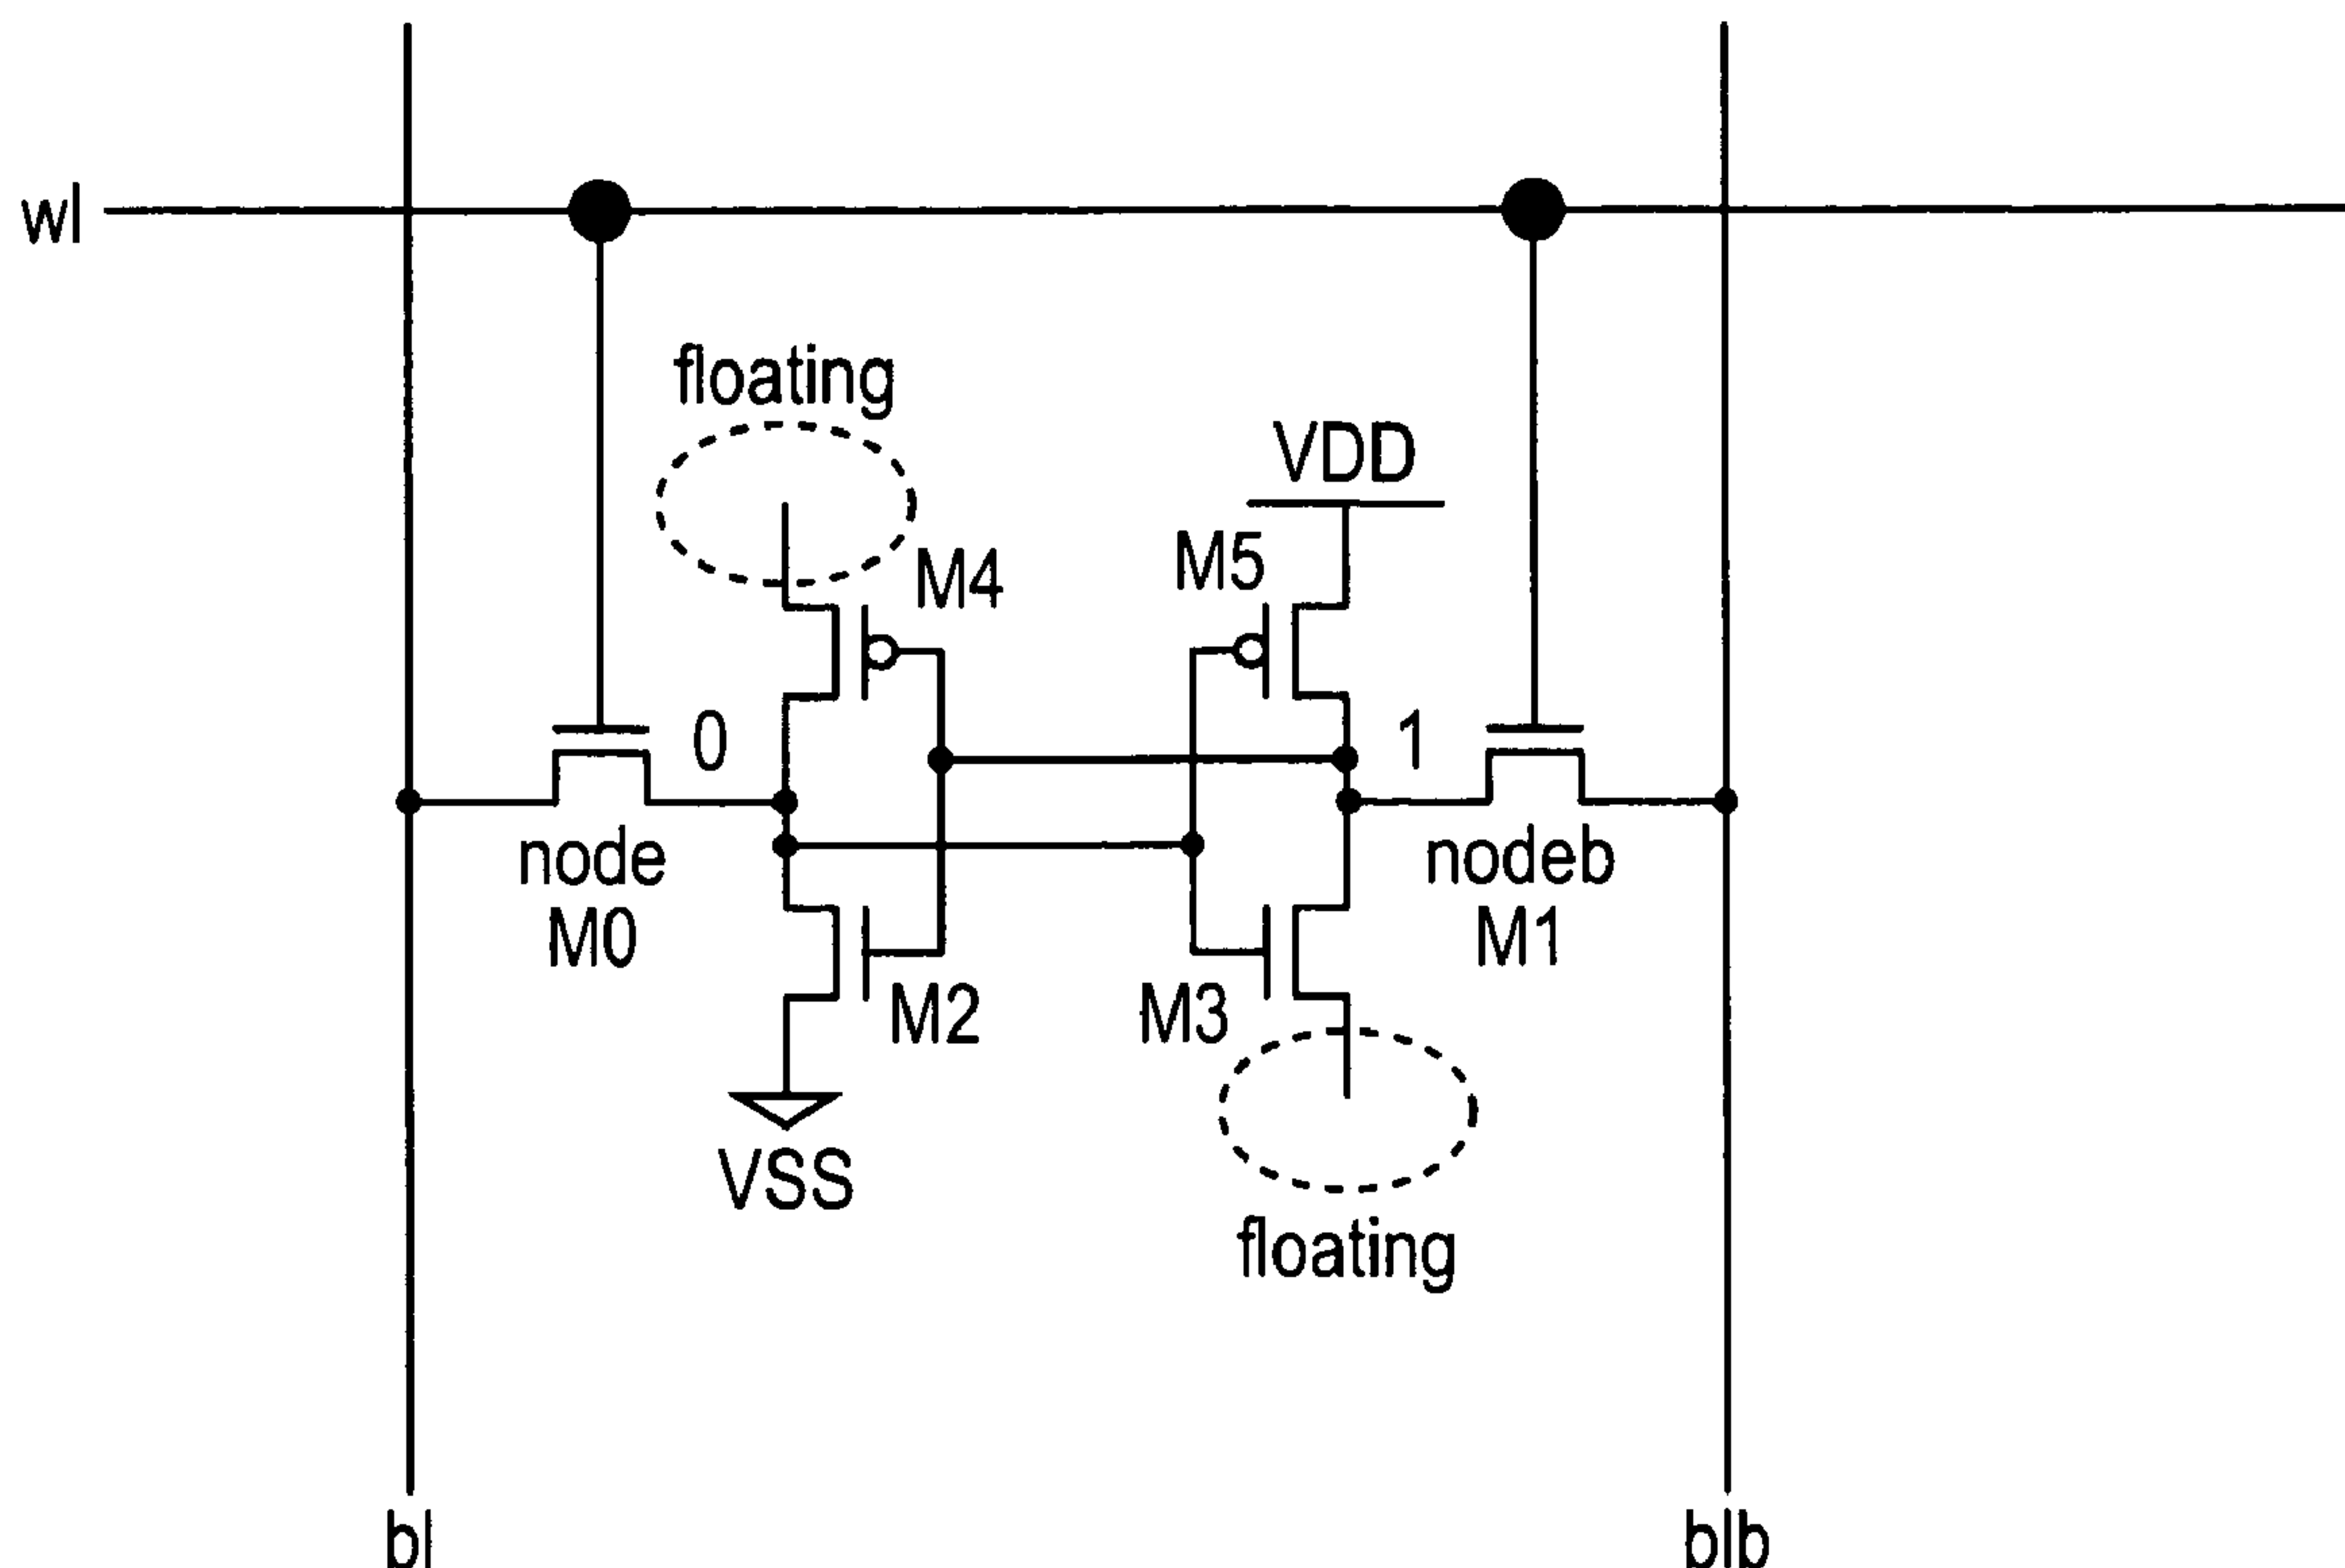 wl
floating
VDD
M4
M5
0
1
node
M0
nodeb
M1
M2
M3
VSS
floating
bl
blb